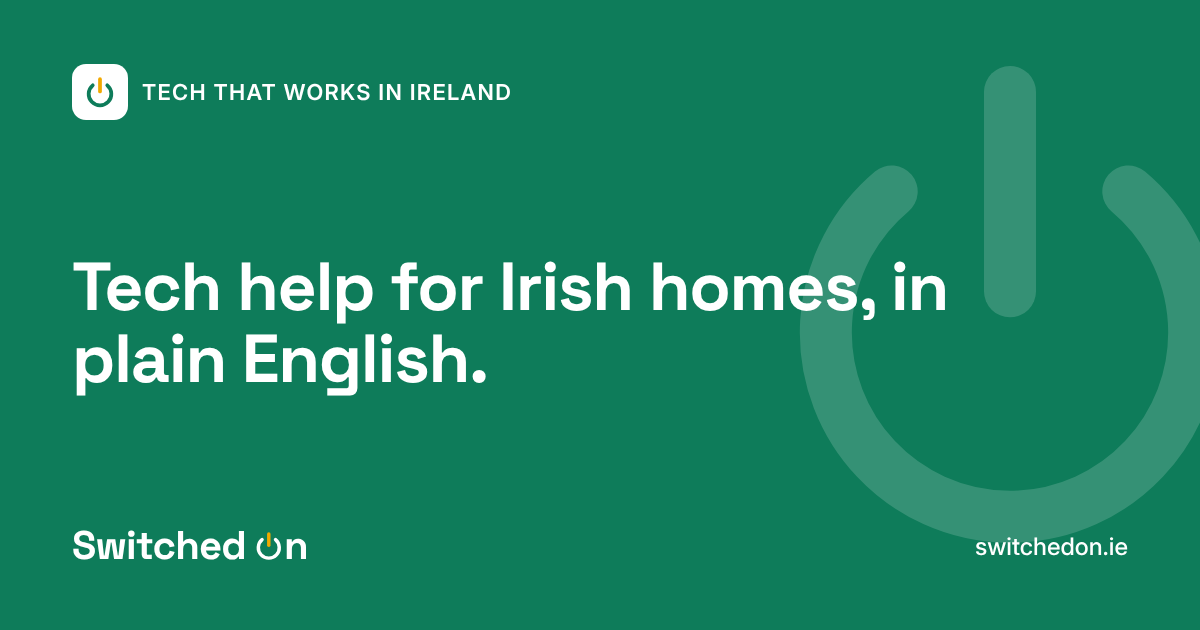 TECH THAT WORKS IN IRELAND
Tech help for Irish homes, in
plain English.
Switched On
switchedon.ie